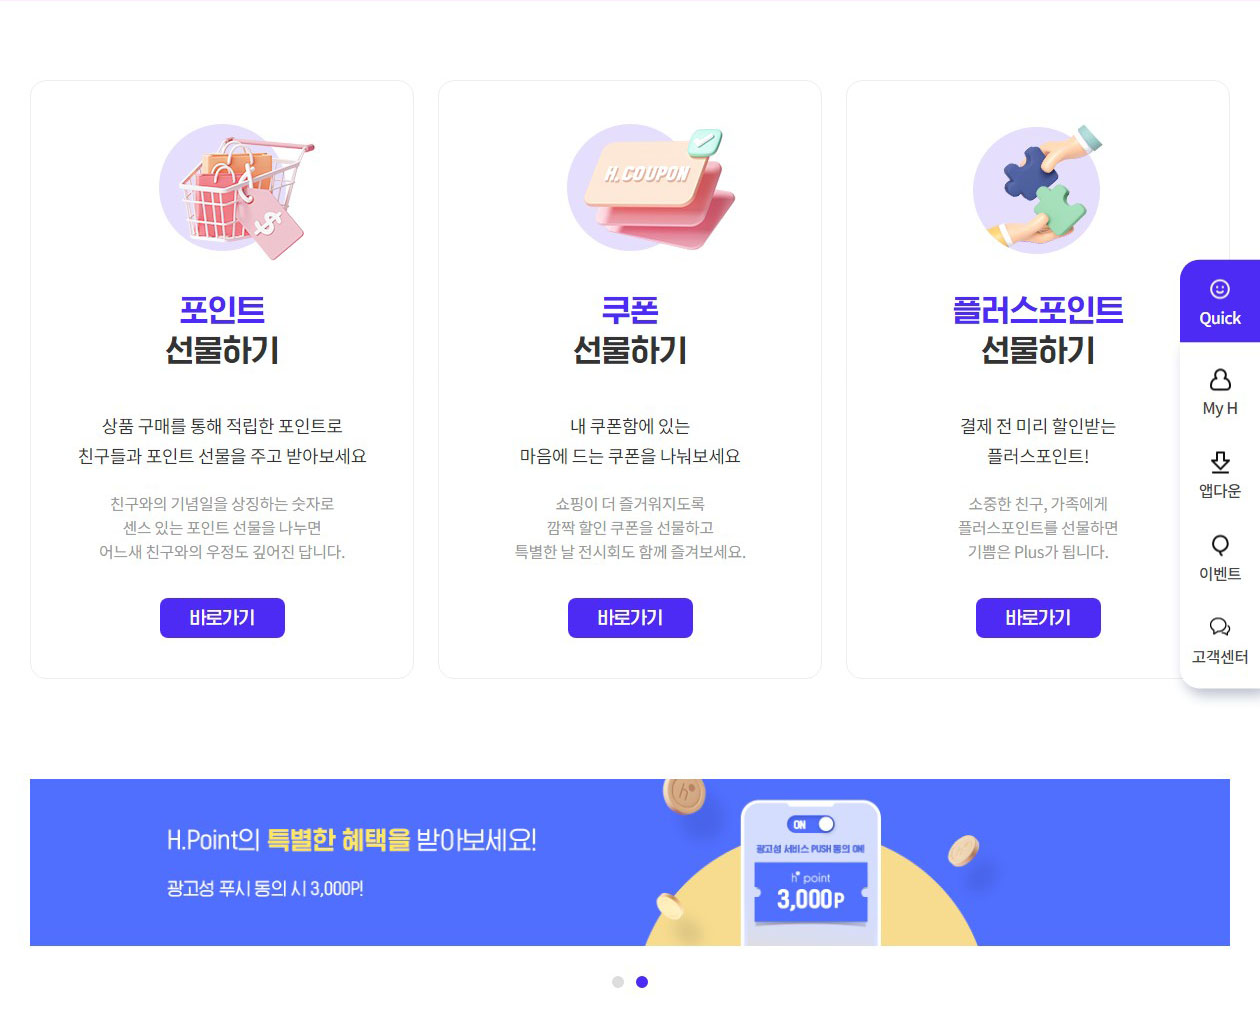 H.COUPON
포인트
선물하기
상품 구매를 통해 적립한 포인트로
친구들과 포인트 선물을 주고 받아보세요
친구와의 기념일을 상징하는 숫자로
센스 있는 포인트 선물을 나누면
어느새 친구와의 우정도 깊어진 답니다.
바로가기
쿠폰
선물하기
내 쿠폰함에 있는
마음에 드는 쿠폰을 나눠보세요
쇼핑이 더 즐거워지도록
깜짝 할인 쿠폰을 선물하고
특별한 날 전시회도 함께 즐겨보세요.
바로가기
플러스포인트
선물하기
결제 전 미리 할인받는
플러스포인트!
소중한 친구, 가족에게
플러스포인트를 선물하면
기쁨은 Plus가 됩니다.
바로가기
Quick
My H
앱다운
이벤트
고객센터
H.Point의 특별한 혜택을 받아보세요!
광고성 푸시 동의 시 3,000P!
ON
광고성 서비스 PUSH 동의 ON!
h point
3,000P